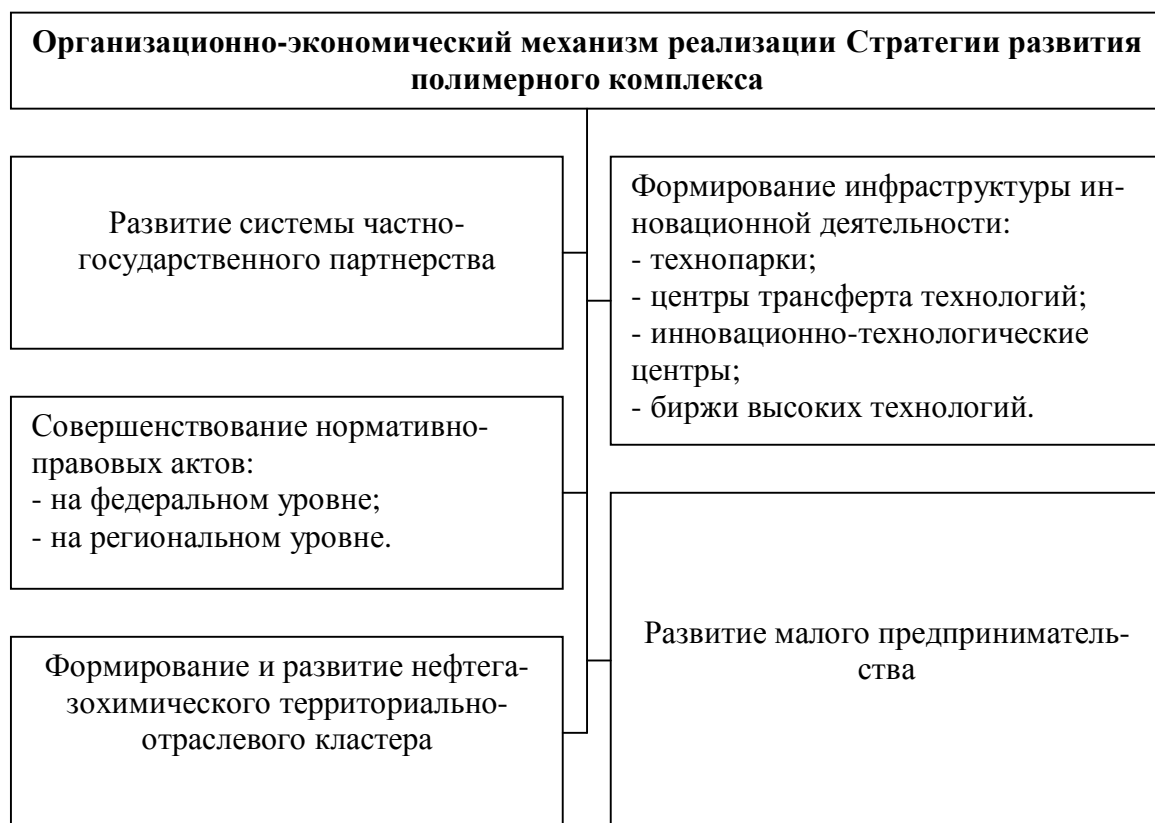 Организационно-экономический механизм реализации Стратегии развития
полимерного комплекса
Развитие системы частно-
государственного партнерства
Формирование инфраструктуры ин-
новационной деятельности:
- технопарки;
- центры трансферта технологий;
- инновационно-технологические
центры;
- биржи высоких технологий.
Совершенствование нормативно-
правовых актов:
- на федеральном уровне;
- на региональном уровне.
Развитие малого предприниматель-
ства
Формирование и развитие нефтега-
зохимического территориально-
отраслевого кластера